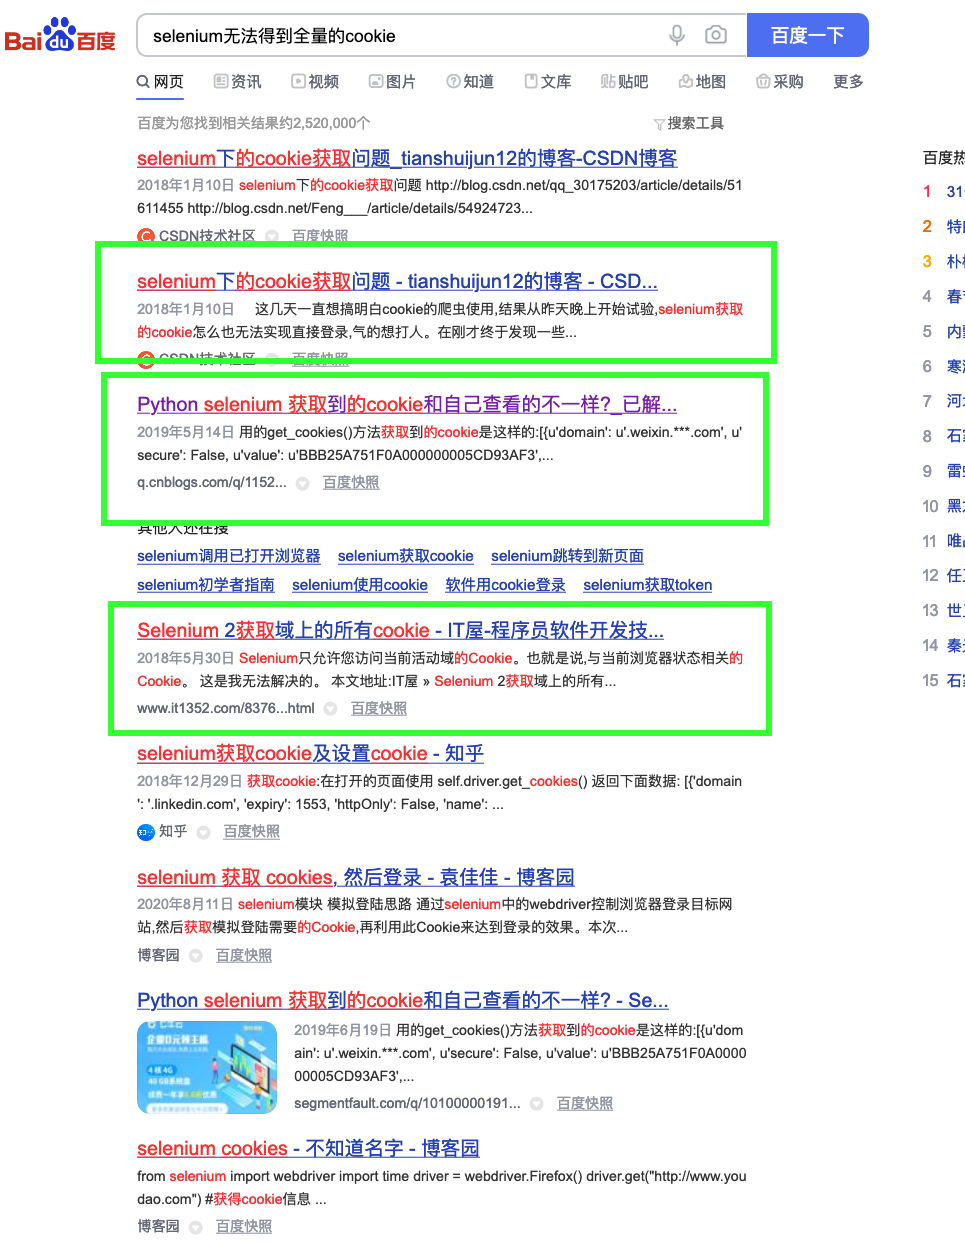 Bai du 百度
selenium无法得到全量的cookie
百度一下
网页 资讯 视频 图片 知道 文库 贴吧 地图 采购 更多
百度为您找到相关结果约2,520,000个
搜索工具
selenium下的cookie获取问题_tianshuijun12的博客-CSDN博客
2018年1月10日 selenium下的cookie获取问题 http://blog.csdn.net/qq_30175203/article/details/51
611455 http://blog.csdn.net/Feng___/article/details/54924723...
CSDN技术社区 百度快照
selenium下的cookie获取问题 - tianshuijun12的博客 - CSD...
2018年1月10日 这几天一直想搞明白cookie的爬虫使用,结果从昨天晚上开始试验,selenium获取
的cookie怎么也无法实现直接登录,气的想打人。在刚才终于发现一些...
CSDN技术社区 百度快照
Python selenium 获取到的cookie和自己查看的不一样?_已解...
2019年5月14日 用的get_cookies()方法获取到的cookie是这样的:[{u'domain': u'.weixin.***.com', u'
secure': False, u'value': u'BBB25A751F0A000000005CD93AF3',...
q.cnblogs.com/q/1152... 百度快照
其他人还在搜
selenium调用已打开浏览器 selenium获取cookie selenium跳转到新页面
selenium初学者指南 selenium使用cookie 软件用cookie登录 selenium获取token
Selenium 2获取域上的所有cookie - IT屋-程序员软件开发技...
2018年5月30日 Selenium只允许您访问当前活动域的Cookie。也就是说,与当前浏览器状态相关的
Cookie。 这是我无法解决的。 本文地址:IT屋 » Selenium 2获取域上的所有...
www.it1352.com/8376...html 百度快照
selenium获取cookie及设置cookie - 知乎
2018年12月29日 获取cookie:在打开的页面使用 self.driver.get_cookies() 返回下面数据: [{'domain
': '.linkedin.com', 'expiry': 1553, 'httpOnly': False, 'name': ...
知乎 百度快照
selenium 获取 cookies, 然后登录 - 袁佳佳 - 博客园
2020年8月11日 selenium模块 模拟登陆思路 通过selenium中的webdriver控制浏览器登录目标网
站,然后获取模拟登陆需要的Cookie,再利用此Cookie来达到登录的效果。本次...
博客园 百度快照
Python selenium 获取到的cookie和自己查看的不一样? - Se...
2019年6月19日 用的get_cookies()方法获取到的cookie是这样的:[{u'dom
ain': u'.weixin.***.com', u'secure': False, u'value': u'BBB25A751F0A0000
00005CD93AF3',...
segmentfault.com/q/10100000191... 百度快照
企业0元领主机
4核4G
selenium cookies - 不知道名字 - 博客园
from selenium import webdriver import time driver = webdriver.Firefox() driver.get("http://www.you
dao.com") #获得cookie信息 ...
博客园 百度快照
百度热
1 31
2 特
3 朴
4 春
5 内
6 寒
7 河
8 石
9 雷
10 黑
11 唯
12 任
13 世
14 秦
15 石